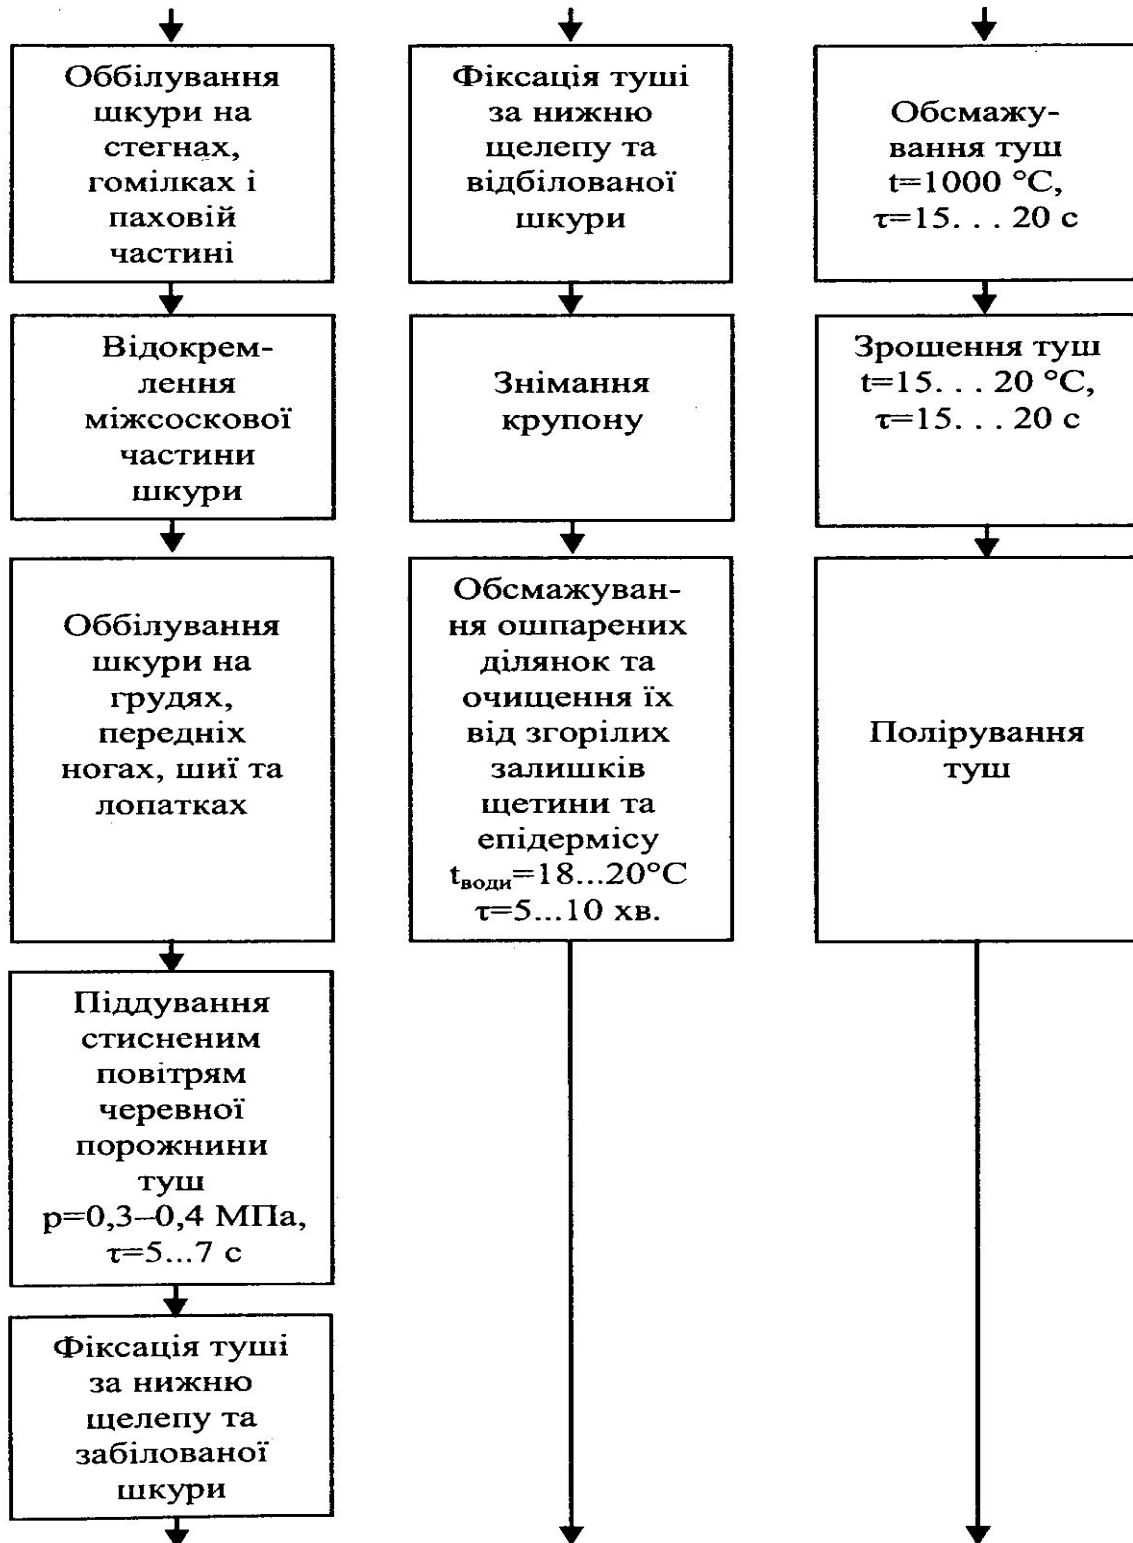 Оббілування
шкури на
стегнах,
гомілках і
паховій
частині
Відокрем-
лення
міжсоскової
частини
шкури
Оббілування
шкури на
грудях,
передніх
ногах, шиї та
лопатках
Піддування
стисненим
повітрям
черевної
порожнини
туш
p=0,3–0,4 МПа,
τ=5...7 с
Фіксація туші
за нижню
щелепу та
забілованої
шкури
Фіксація туші
за нижню
щелепу та
відбілованої
шкури
Знімання
крупону
Обсмажуван-
ня ошпарених
ділянок та
очищення їх
від згорілих
залишків
щетини та
епідермісу
tводи=18...20°C
τ=5...10 хв.
Обсмажу-
вання туш
t=1000 °C,
τ=15. . . 20 с
Зрошення туш
t=15. . . 20 °C,
τ=15. . . 20 с
Полірування
туш